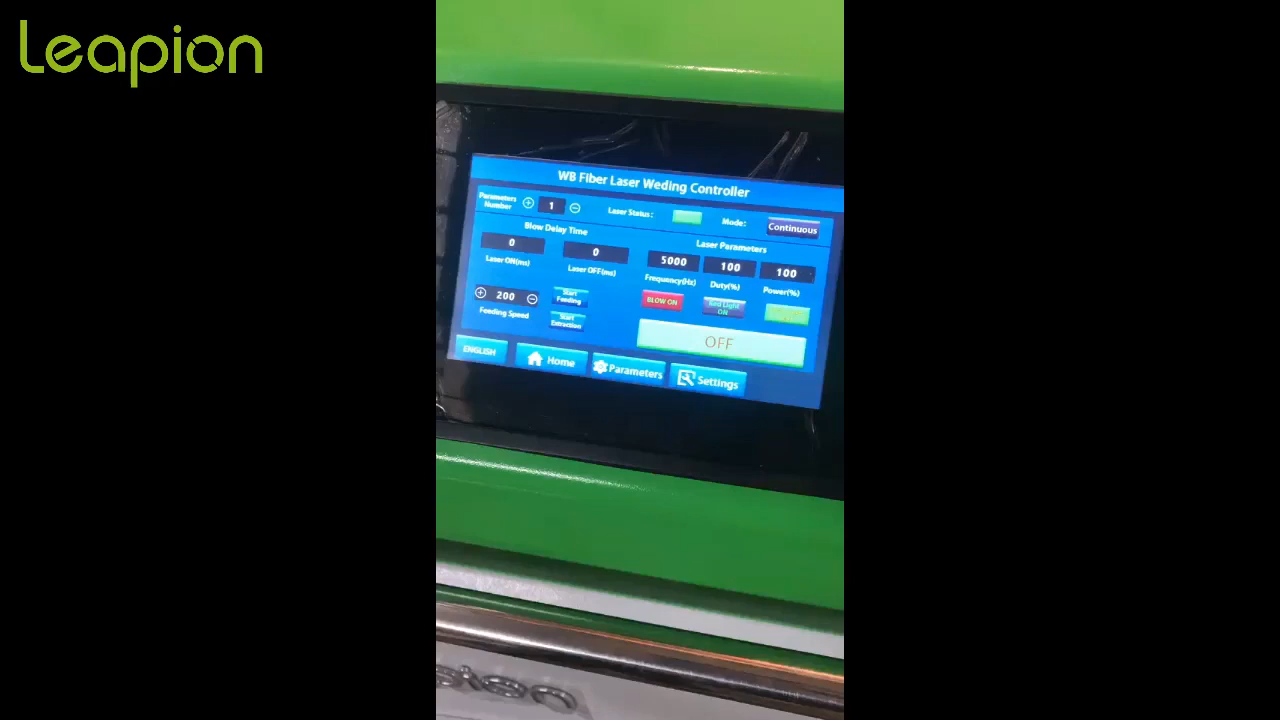 Leapion
WB Fiber Laser Weding Controller
Parameters Number 1 Laser Status: Mode: Continuous
Blow Delay Time
Laser Parameters
0 0 5000 100 100
Laser ON(ms) Laser OFF(ms) Frequency(Hz) Duty(%) Power(%)
200 Start Feeding BLOW ON Red Light ON
Feeding Speed Start Extraction OFF
ENGLISH Home Parameters Settings